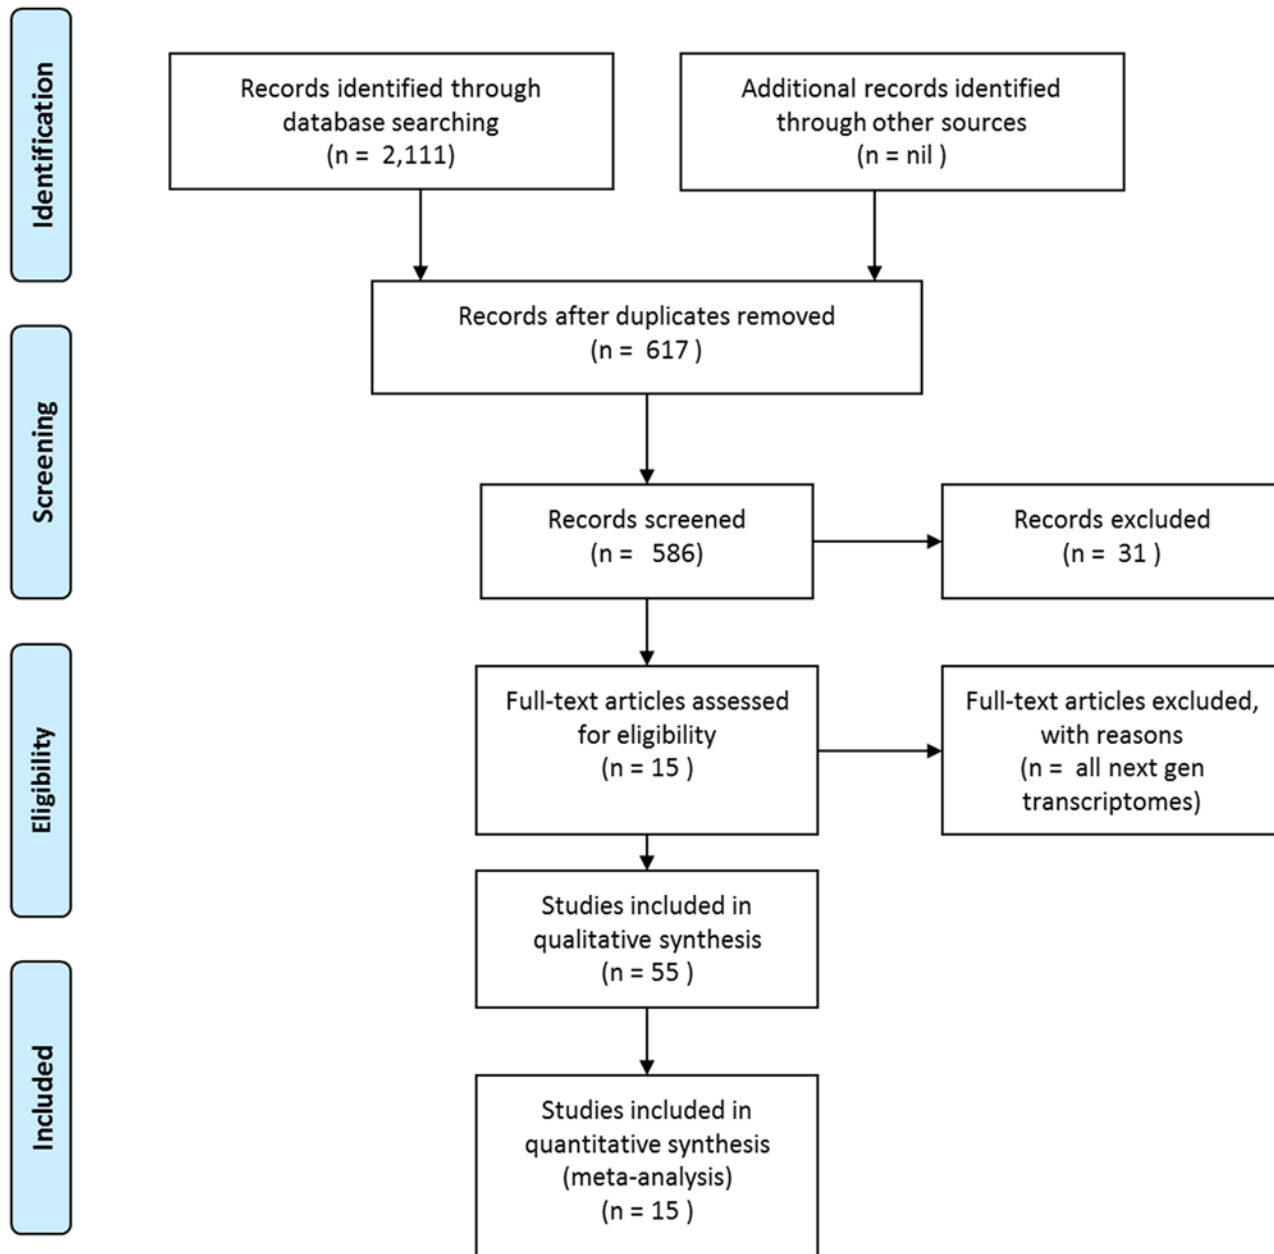 Identification
Records identified through
database searching
(n = 2,111)
Additional records identified
through other sources
(n = nil )
Records after duplicates removed
(n = 617 )
Screening
Records screened
(n = 586)
Records excluded
(n = 31 )
Eligibility
Full-text articles assessed
for eligibility
(n = 15 )
Full-text articles excluded,
with reasons
(n = all next gen
transcriptomes)
Studies included in
qualitative synthesis
(n = 55 )
Included
Studies included in
quantitative synthesis
(meta-analysis)
(n = 15 )